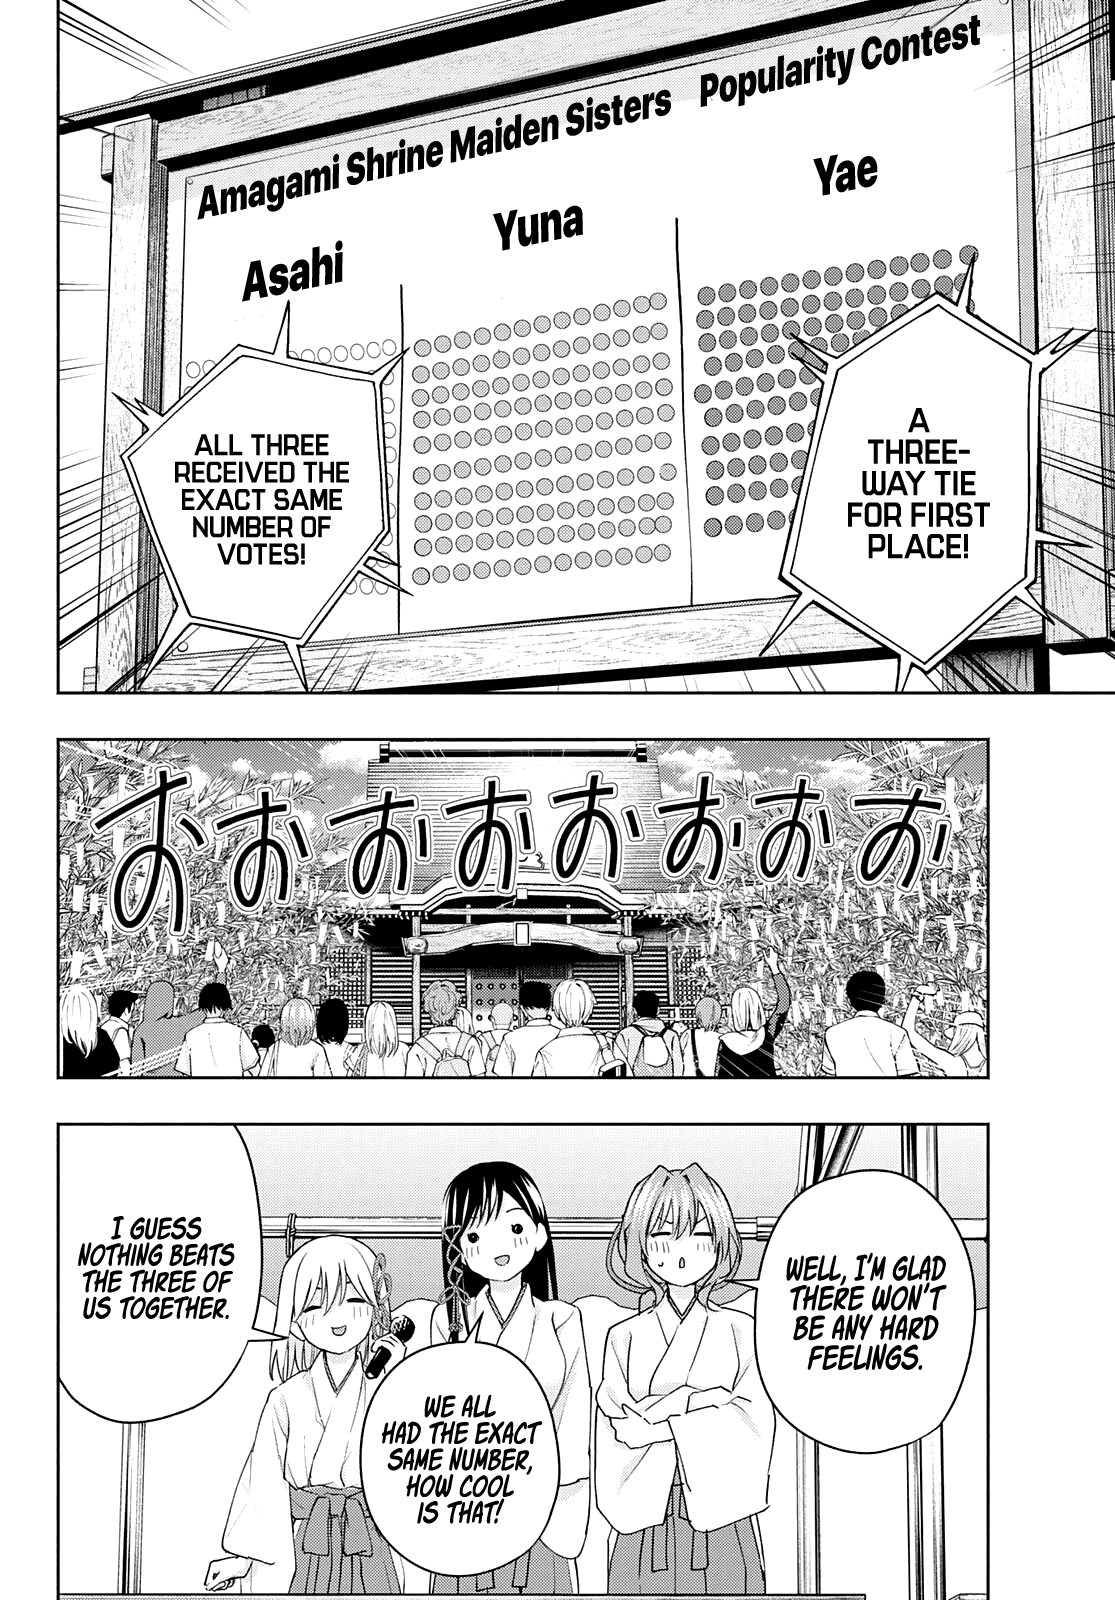 Amagami Shrine Maiden Sisters Popularity Contest
Yae
Yuna
Asahi
A
THREE-
WAY TIE
FOR FIRST
PLACE!
ALL THREE
RECEIVED THE
EXACT SAME
NUMBER OF
VOTES!
おおおおおおおお
WELL, I'M GLAD
THERE WON'T
BE ANY HARD
FEELINGS.
WE ALL
HAD THE EXACT
SAME NUMBER,
HOW COOL
IS THAT!
I GUESS
NOTHING BEATS
THE THREE OF
US TOGETHER.